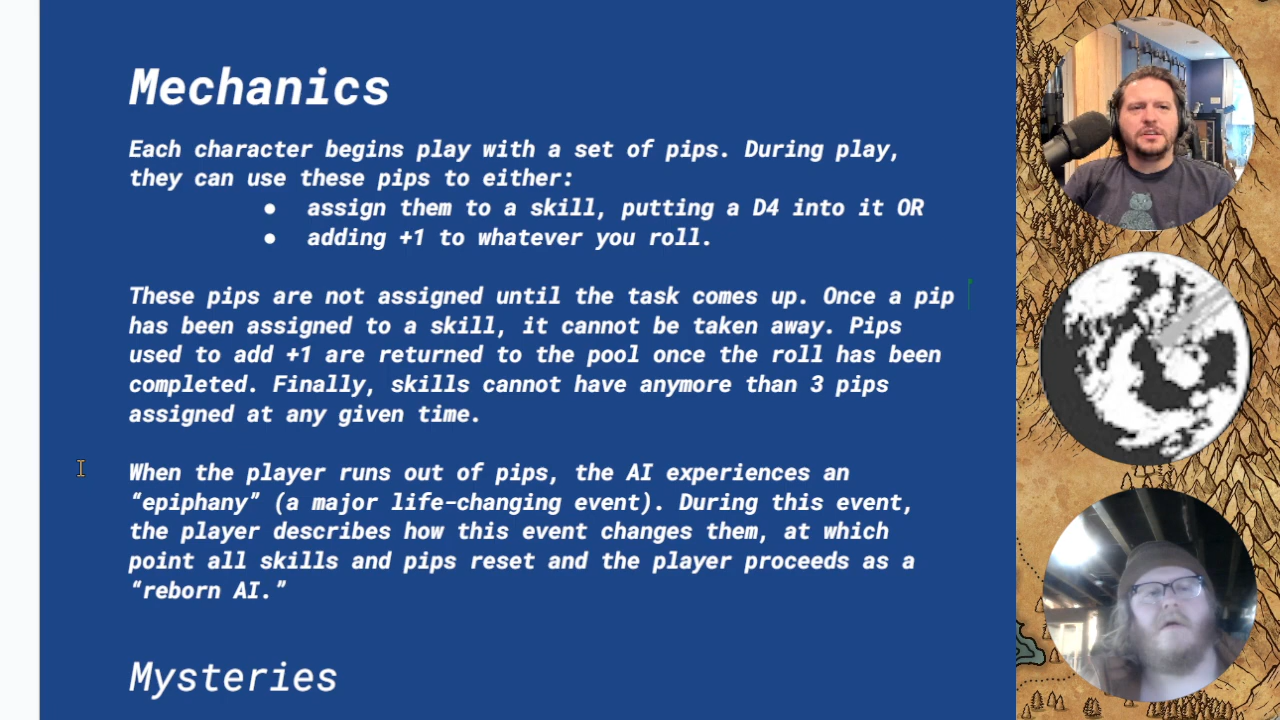 Mechanics
Each character begins play with a set of pips. During play,
they can use these pips to either:
● assign them to a skill, putting a D4 into it OR
● adding +1 to whatever you roll.
These pips are not assigned until the task comes up. Once a pip
has been assigned to a skill, it cannot be taken away. Pips
used to add +1 are returned to the pool once the roll has been
completed. Finally, skills cannot have anymore than 3 pips
assigned at any given time.
When the player runs out of pips, the AI experiences an
“epiphany” (a major life-changing event). During this event,
the player describes how this event changes them, at which
point all skills and pips reset and the player proceeds as a
“reborn AI.”
Mysteries